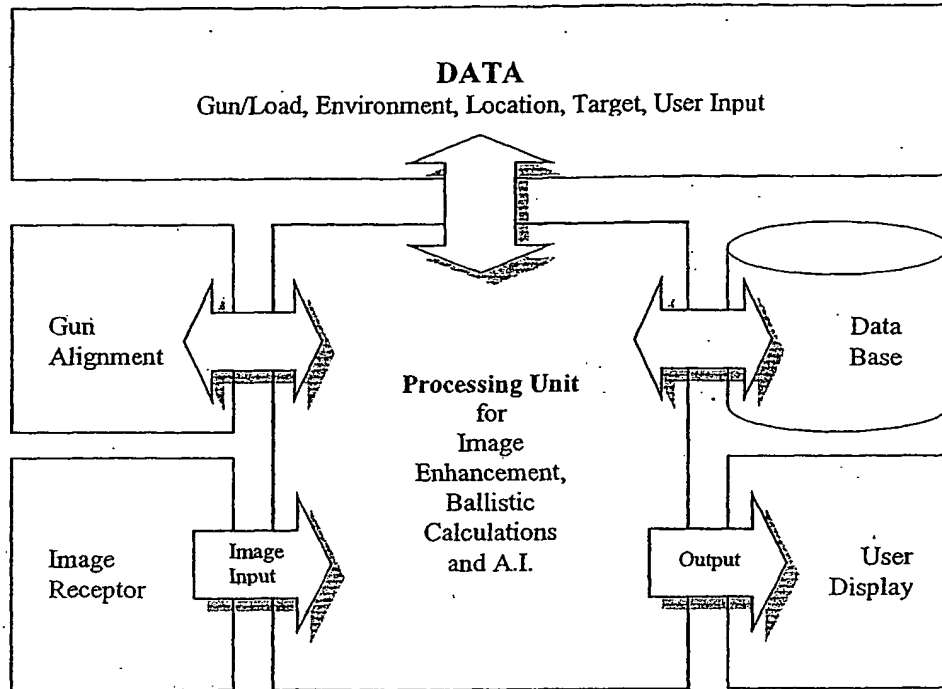 DATA
Gun/Load, Environment, Location, Target, User Input
Gun
Alignment
Data
Base
Processing Unit
for
Image
Enhancement,
Ballistic
Calculations
and A.I.
Image
Receptor
Image
Input
Output
User
Display